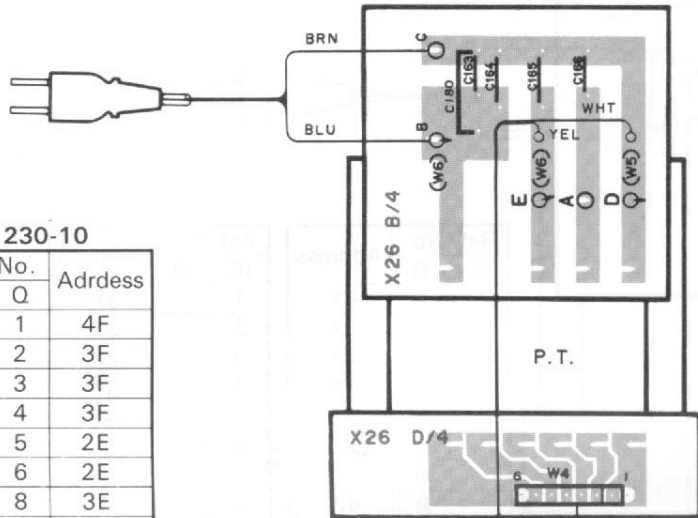 BRN
BLU
C
B
C180
C163
C164
C165
C166
WHT
YEL
(W6)
(W6)
(W5)
E
A
D
X26 B/4
P.T.
X26 D/4
W4
1
230-10
No.
Q
Adrdess
1 4F
2 3F
3 3F
4 3F
5 2E
6 2E
8 3E